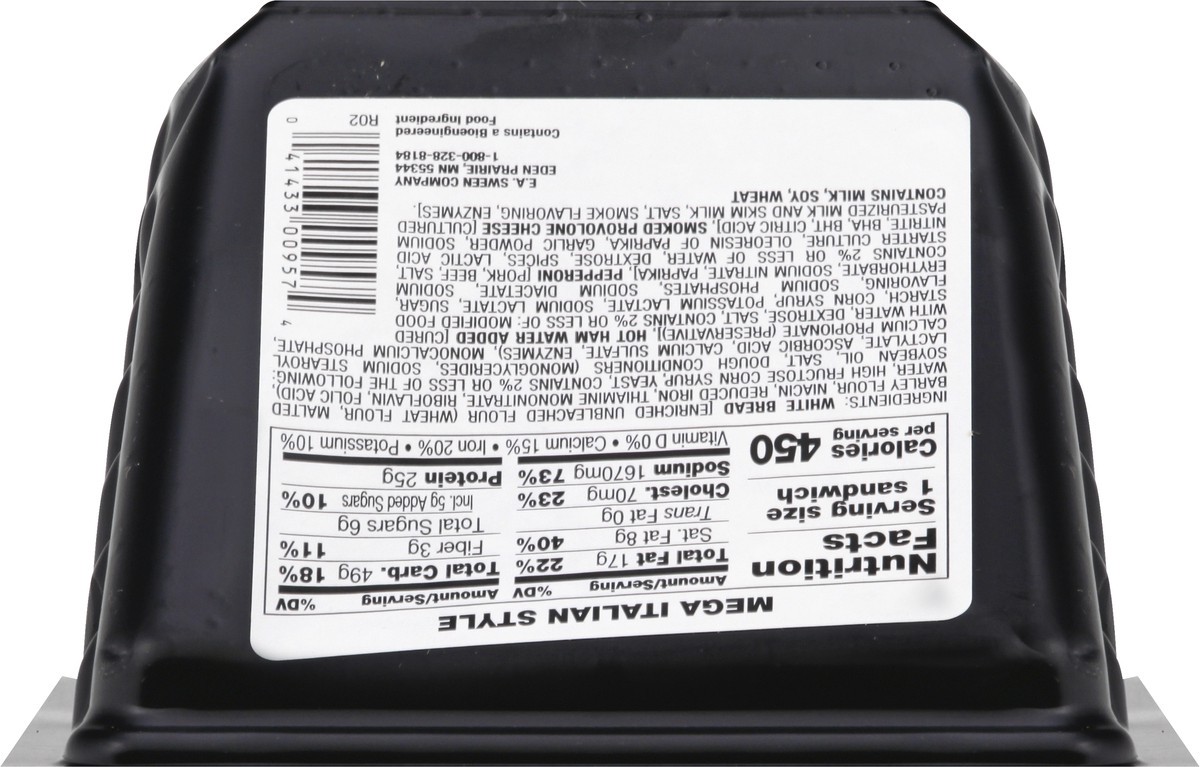 MEGA ITALIAN STYLE
Nutrition
Facts
Serving size
1 sandwich
Calories 450
per serving
Amount/Serving %DV
Total Fat 17g 22%
Sat. Fat 8g 40%
Trans Fat 0g
Cholest. 70mg 23%
Sodium 1670mg 73%
Amount/Serving %DV
Total Carb. 49g 18%
Fiber 3g 11%
Total Sugars 6g
Incl. 5g Added Sugars 10%
Protein 25g
Vitamin D 0% • Calcium 15% • Iron 20% • Potassium 10%
INGREDIENTS: WHITE BREAD [ENRICHED UNBLEACHED FLOUR (WHEAT FLOUR, MALTED
BARLEY FLOUR, NIACIN, REDUCED IRON, THIAMINE MONONITRATE, RIBOFLAVIN, FOLIC ACID),
WATER, HIGH FRUCTOSE CORN SYRUP, YEAST, CONTAINS 2% OR LESS OF THE FOLLOWING:
SOYBEAN OIL, SALT, DOUGH CONDITIONERS (MONOGLYCERIDES, SODIUM STEAROYL
LACTYLATE, ASCORBIC ACID, CALCIUM SULFATE, ENZYMES), MONOCALCIUM PHOSPHATE,
CALCIUM PROPIONATE (PRESERVATIVE)], HOT HAM WATER ADDED [CURED
WITH WATER, DEXTROSE, SALT, CONTAINS 2% OR LESS OF: MODIFIED FOOD
STARCH, CORN SYRUP, POTASSIUM LACTATE, SODIUM LACTATE, SUGAR,
FLAVORING, SODIUM PHOSPHATES, SODIUM DIACETATE, SODIUM
ERYTHORBATE, SODIUM NITRATE, PAPRIKA], PEPPERONI [PORK, BEEF, SALT,
CONTAINS 2% OR LESS OF WATER, DEXTROSE, SPICES, LACTIC ACID
STARTER CULTURE, OLEORESIN OF PAPRIKA, GARLIC POWDER, SODIUM
NITRITE, BHA, BHT, CITRIC ACID], SMOKED PROVOLONE CHEESE [CULTURED
PASTEURIZED MILK AND SKIM MILK, SALT, SMOKE FLAVORING, ENZYMES].
CONTAINS MILK, SOY, WHEAT
E.A. SWEEN COMPANY
EDEN PRAIRIE, MN 55344
1-800-328-8184
Contains a Bioengineered
Food Ingredient
R02
0 41433 00957 4